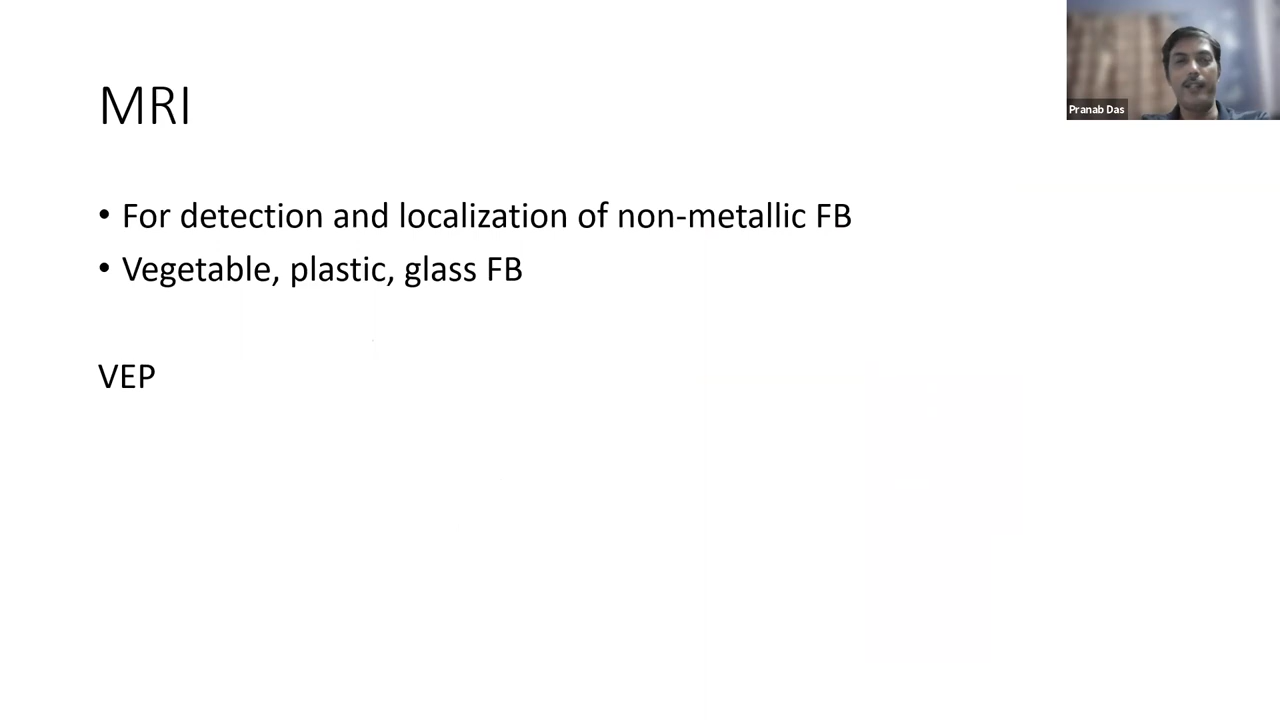 MRI
Pranab Das
• For detection and localization of non-metallic FB
• Vegetable, plastic, glass FB
VEP